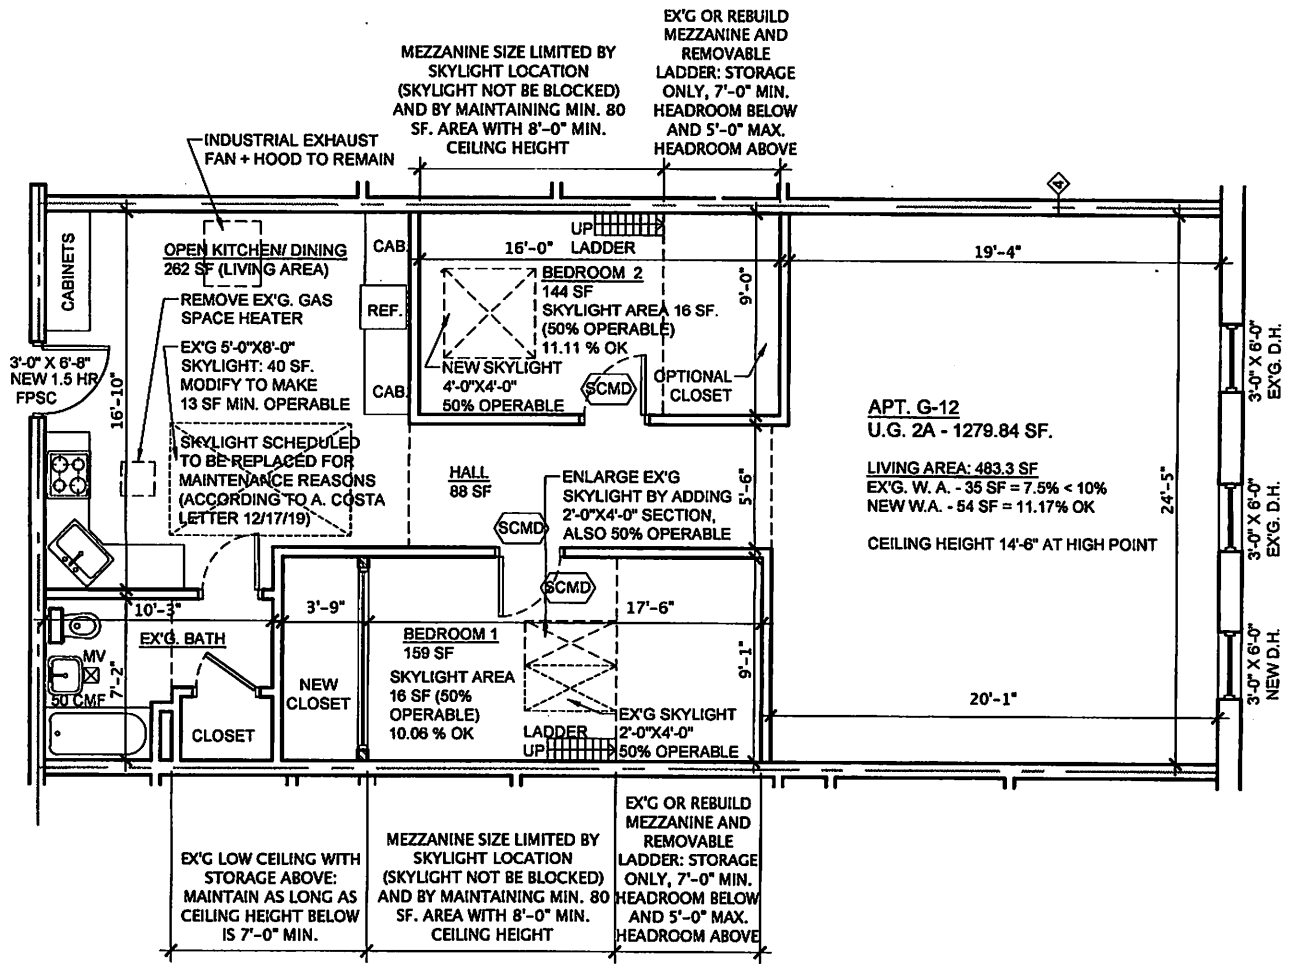 EX'G OR REBUILD
MEZZANINE AND
REMOVABLE
LADDER: STORAGE
ONLY, 7'-0" MIN.
HEADROOM BELOW
AND 5'-0" MAX.
HEADROOM ABOVE
MEZZANINE SIZE LIMITED BY
SKYLIGHT LOCATION
(SKYLIGHT NOT BE BLOCKED)
AND BY MAINTAINING MIN. 80
SF. AREA WITH 8'-0" MIN.
CEILING HEIGHT
INDUSTRIAL EXHAUST
FAN + HOOD TO REMAIN
4
CABINETS
OPEN KITCHEN/ DINING
262 SF (LIVING AREA)
CAB.
UP
LADDER
16'-0"
19'-4"
REMOVE EX'G. GAS
SPACE HEATER
REF.
BEDROOM 2
144 SF
SKYLIGHT AREA 16 SF.
(50% OPERABLE)
11.11 % OK
9'-0"
3'-0" X 6'-8"
NEW 1.5 HR
FPSC
16'-10"
EX'G 5'-0"X8'-0"
SKYLIGHT: 40 SF.
MODIFY TO MAKE
13 SF MIN. OPERABLE
CAB.
NEW SKYLIGHT
4'-0"X4'-0"
50% OPERABLE
SCMD
OPTIONAL
CLOSET
3'-0" X 6'-0"
EX'G. D.H.
APT. G-12
U.G. 2A - 1279.84 SF.
LIVING AREA: 483.3 SF
EX'G. W. A. - 35 SF = 7.5% < 10%
NEW W.A. - 54 SF = 11.17% OK
CEILING HEIGHT 14'-6" AT HIGH POINT
24'-5"
SKYLIGHT SCHEDULED
TO BE REPLACED FOR
MAINTENANCE REASONS
(ACCORDING TO A. COSTA
LETTER 12/17/19)
HALL
88 SF
SCMD
ENLARGE EX'G
SKYLIGHT BY ADDING
2'-0"X4'-0" SECTION,
ALSO 50% OPERABLE
5'-6"
3'-0" X 6'-0"
EX'G. D.H.
SCMD
10'-3"
3'-9"
17'-6"
EX'G. BATH
MV
50 CMF
7'-2"
CLOSET
NEW
CLOSET
BEDROOM 1
159 SF
SKYLIGHT AREA
16 SF (50%
OPERABLE)
10.06 % OK
9'-1"
LADDER
UP
EX'G SKYLIGHT
2'-0"X4'-0"
50% OPERABLE
20'-1"
3'-0" X 6'-0"
NEW D.H.
EX'G LOW CEILING WITH
STORAGE ABOVE:
MAINTAIN AS LONG AS
CEILING HEIGHT BELOW
IS 7'-0" MIN.
MEZZANINE SIZE LIMITED BY
SKYLIGHT LOCATION
(SKYLIGHT NOT BE BLOCKED)
AND BY MAINTAINING MIN. 80
SF. AREA WITH 8'-0" MIN.
CEILING HEIGHT
EX'G OR REBUILD
MEZZANINE AND
REMOVABLE
LADDER: STORAGE
ONLY, 7'-0" MIN.
HEADROOM BELOW
AND 5'-0" MAX.
HEADROOM ABOVE